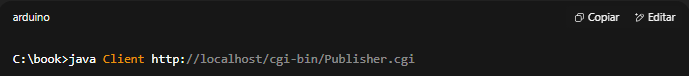 arduino
Copiar
Editar
C:\book>java Client http://localhost/cgi-bin/Publisher.cgi